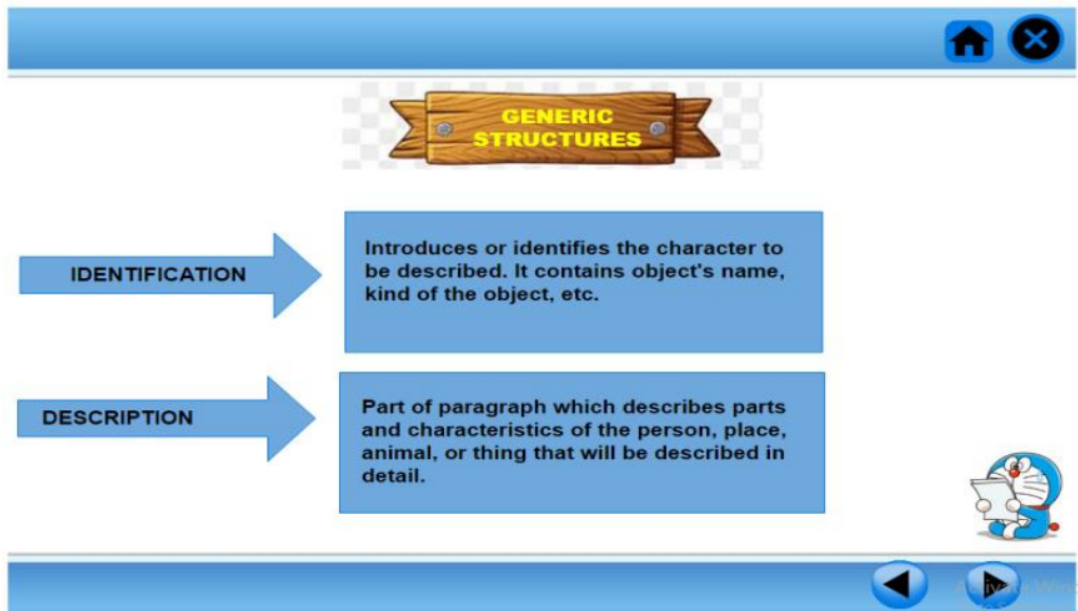 GENERIC
STRUCTURES
IDENTIFICATION
Introduces or identifies the character to
be described. It contains object's name,
kind of the object, etc.
DESCRIPTION
Part of paragraph which describes parts
and characteristics of the person, place,
animal, or thing that will be described in
detail.